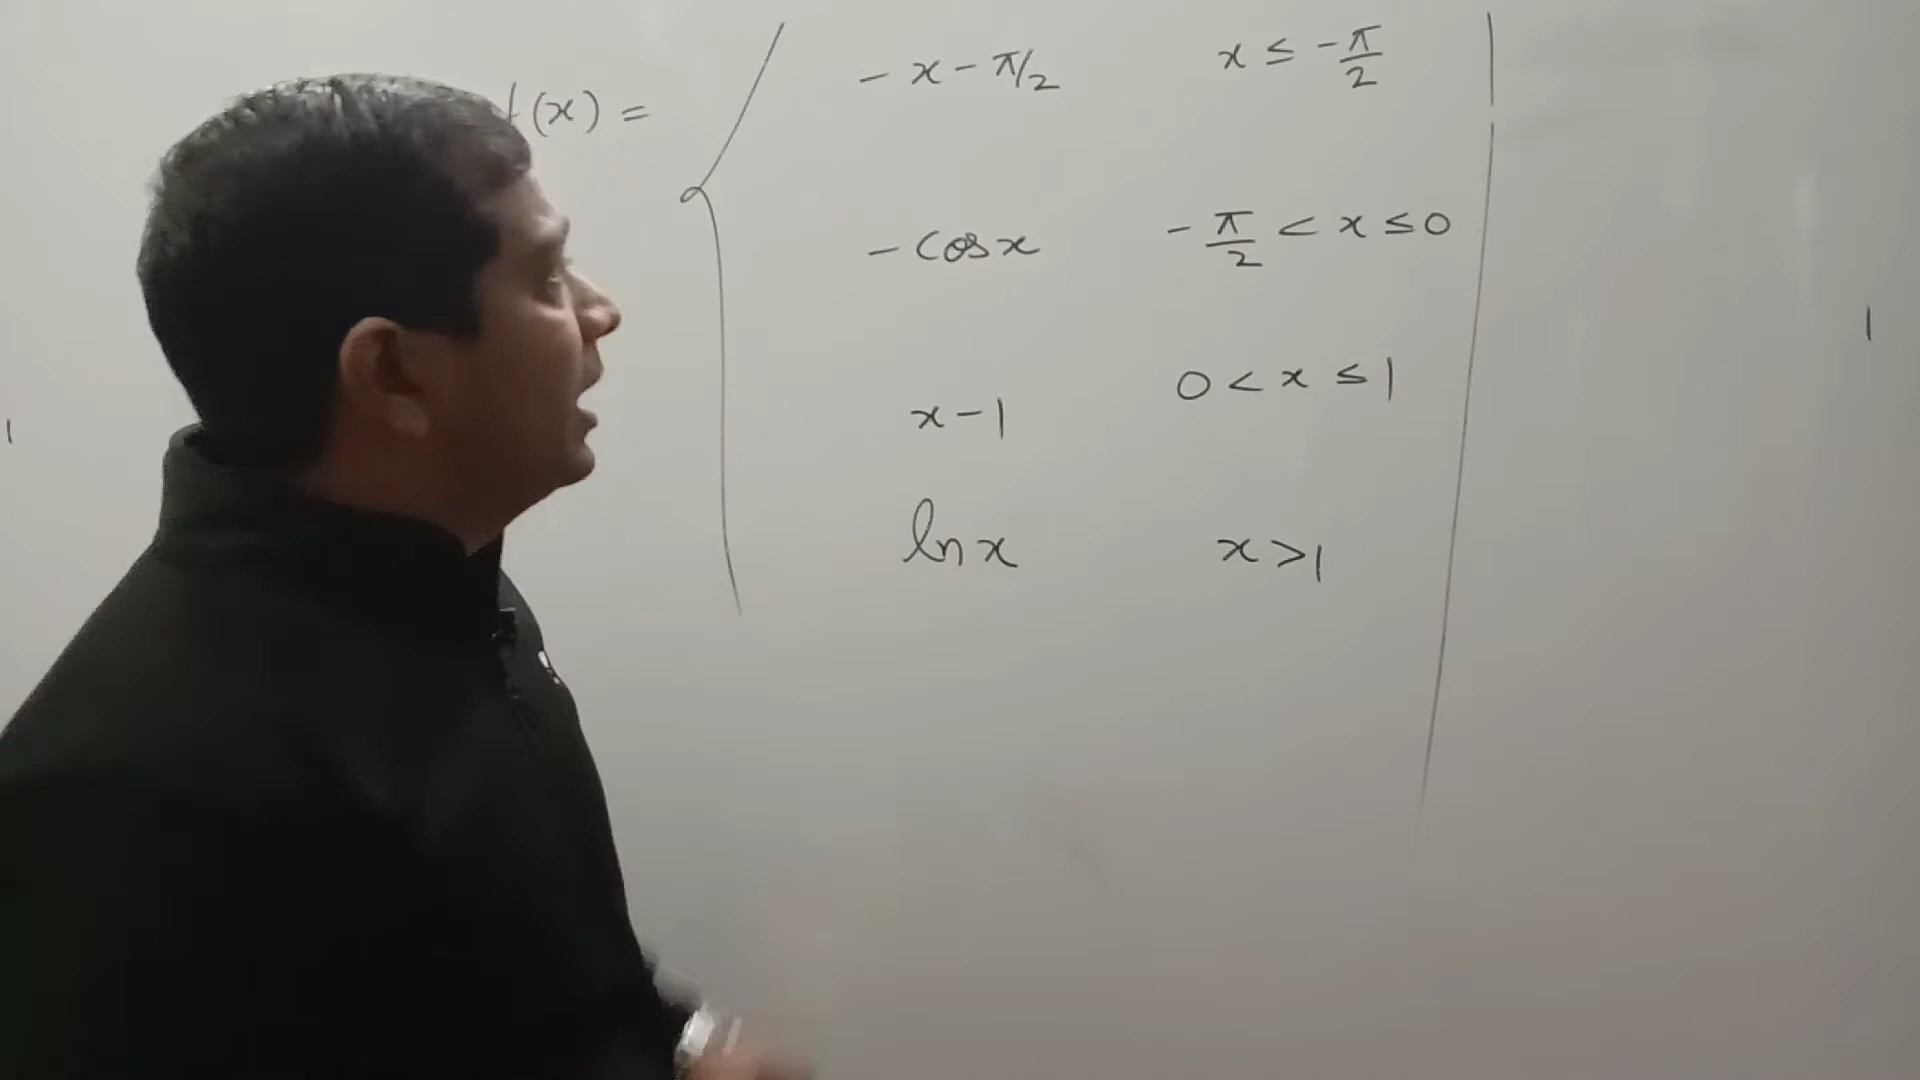 f(x) = - x - π/2 x ≤ - π/2
- cos x - π/2 < x ≤ 0
x - 1 0 < x ≤ 1
ln x x > 1